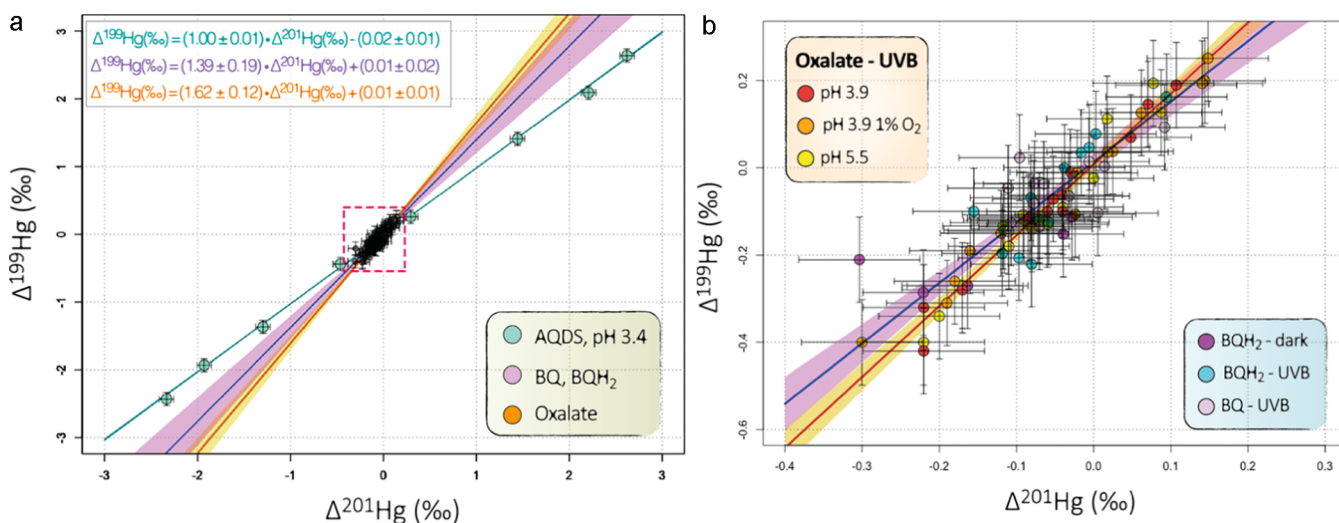 a
Δ199Hg(‰)=(1.00±0.01)•Δ201Hg(‰)-(0.02±0.01)
Δ199Hg(‰)=(1.39±0.19)•Δ201Hg(‰)+(0.01±0.02)
Δ199Hg(‰)=(1.62±0.12)•Δ201Hg(‰)+(0.01±0.01)
3
2
1
0
-1
-2
-3
Δ199Hg (‰)
AQDS, pH 3.4
BQ, BQH2
Oxalate
-3 -2 -1 0 1 2 3
Δ201Hg (‰)
b
Oxalate - UVB
pH 3.9
pH 3.9 1% O2
pH 5.5
0.2
0.0
-0.2
-0.4
-0.6
Δ199Hg (‰)
BQH2 - dark
BQH2 - UVB
BQ - UVB
-0.4 -0.3 -0.2 -0.1 0.0 0.1 0.2 0.3
Δ201Hg (‰)